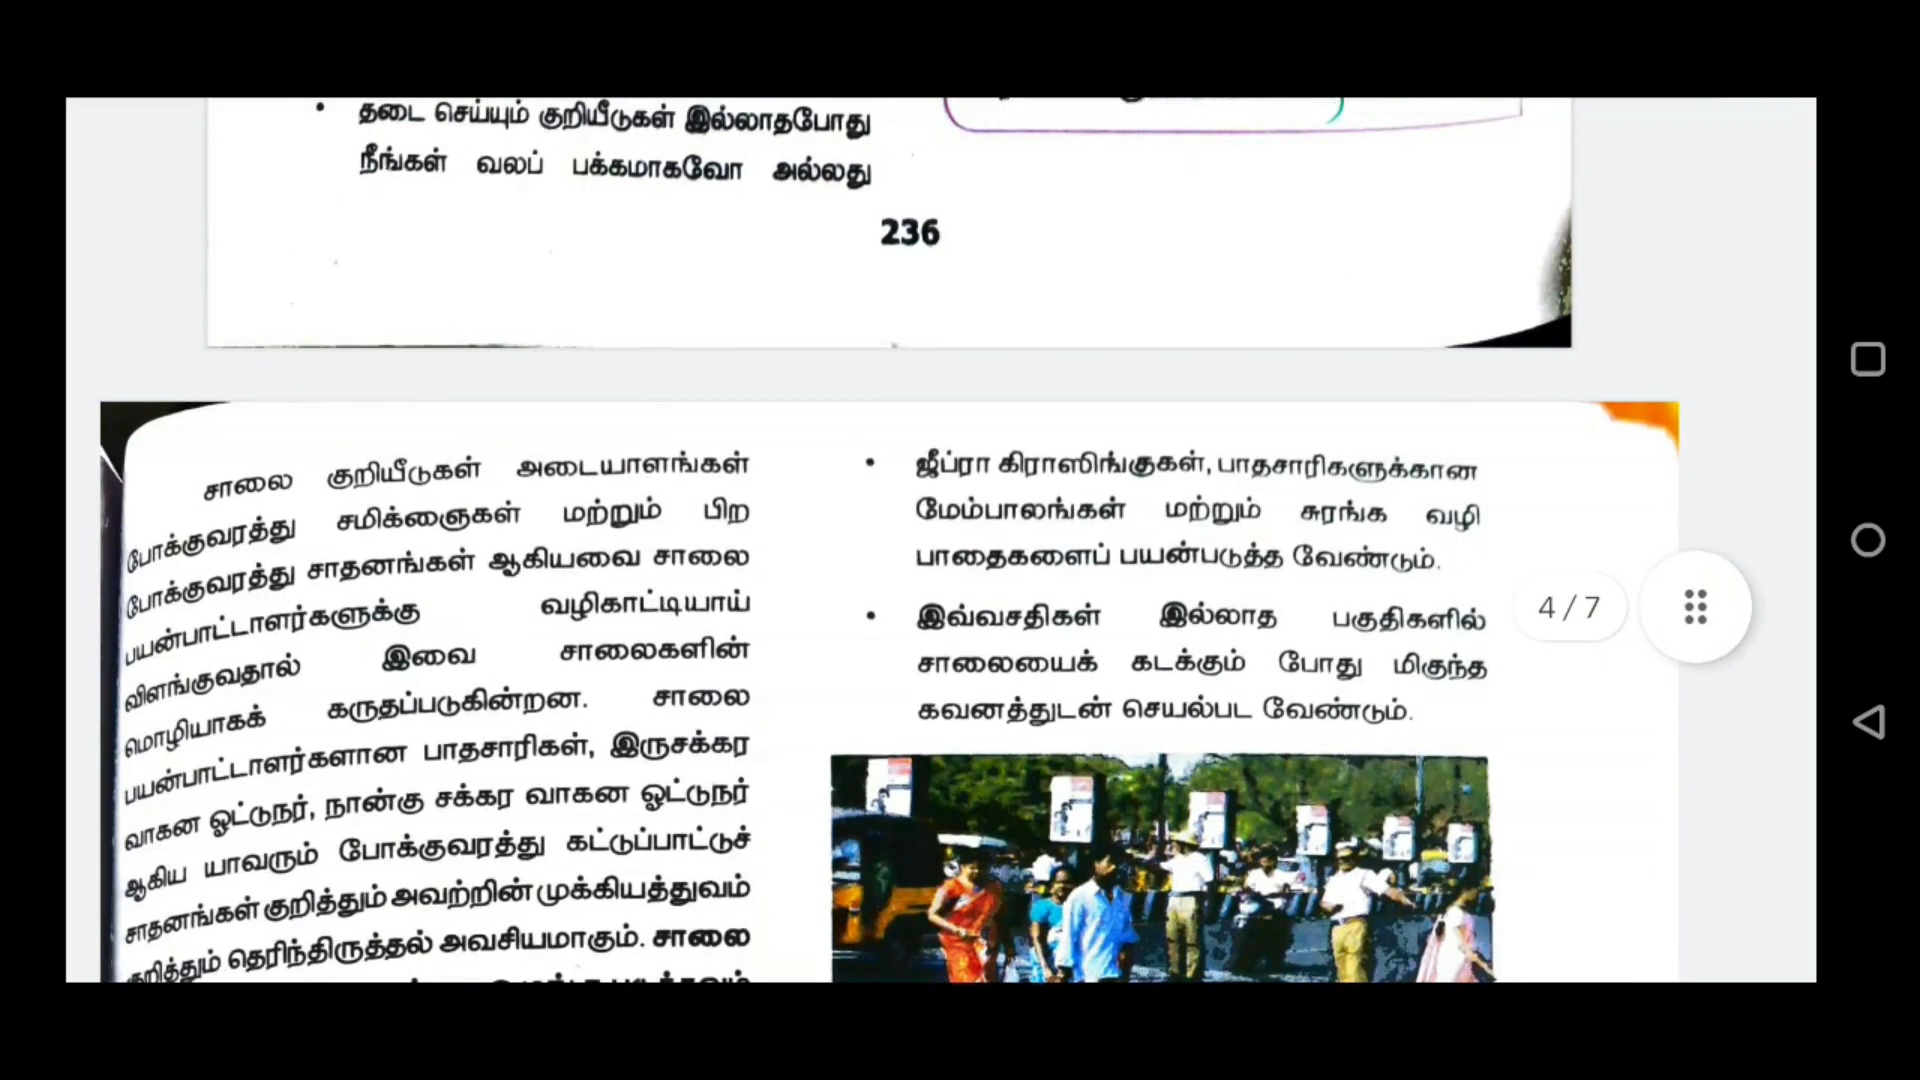 தடை செய்யும் குறியீடுகள் இல்லாதபோது
நீங்கள் வலப் பக்கமாகவோ அல்லது
236
சாலை குறியீடுகள் அடையாளங்கள்
போக்குவரத்து சமிக்ஞைகள் மற்றும் பிற
போக்குவரத்து சாதனங்கள் ஆகியவை சாலை
பயன்பாட்டாளர்களுக்கு வழிகாட்டியாய்
விளங்குவதால் இவை சாலைகளின்
மொழியாகக் கருதப்படுகின்றன. சாலை
பயன்பாட்டாளர்களான பாதசாரிகள், இருசக்கர
வாகன ஓட்டுநர், நான்கு சக்கர வாகன ஓட்டுநர்
ஆகிய யாவரும் போக்குவரத்து கட்டுப்பாட்டுச்
சாதனங்கள் குறித்தும் அவற்றின் முக்கியத்துவம்
குறித்தும் தெரிந்திருத்தல் அவசியமாகும். சாலை
• ஜீப்ரா கிராஸிங்குகள், பாதசாரிகளுக்கான
மேம்பாலங்கள் மற்றும் சுரங்க வழி
பாதைகளைப் பயன்படுத்த வேண்டும்.
• இவ்வசதிகள் இல்லாத பகுதிகளில்
சாலையைக் கடக்கும் போது மிகுந்த
கவனத்துடன் செயல்பட வேண்டும்.
4/7